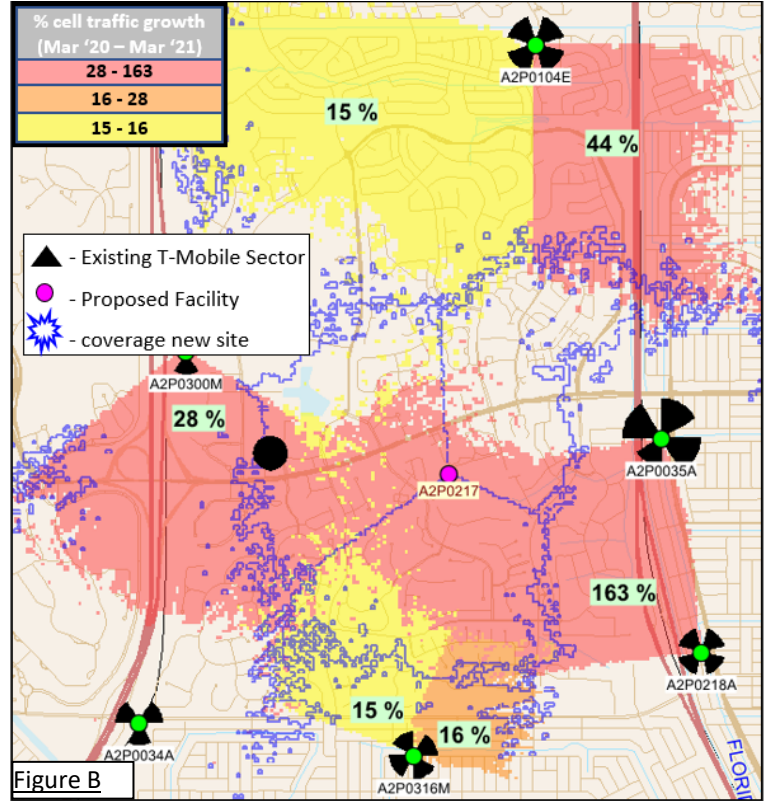 % cell traffic growth
(Mar ‘20 – Mar ‘21)
28 - 163
16 - 28
15 - 16
A2P0104E
15 %
44 %
- Existing T-Mobile Sector
- Proposed Facility
- coverage new site
A2P0300M
28 %
A2P0035A
A2P0217
163 %
A2P0218A
15 %
16 %
A2P0034A
A2P0316M
FLORID
Figure B